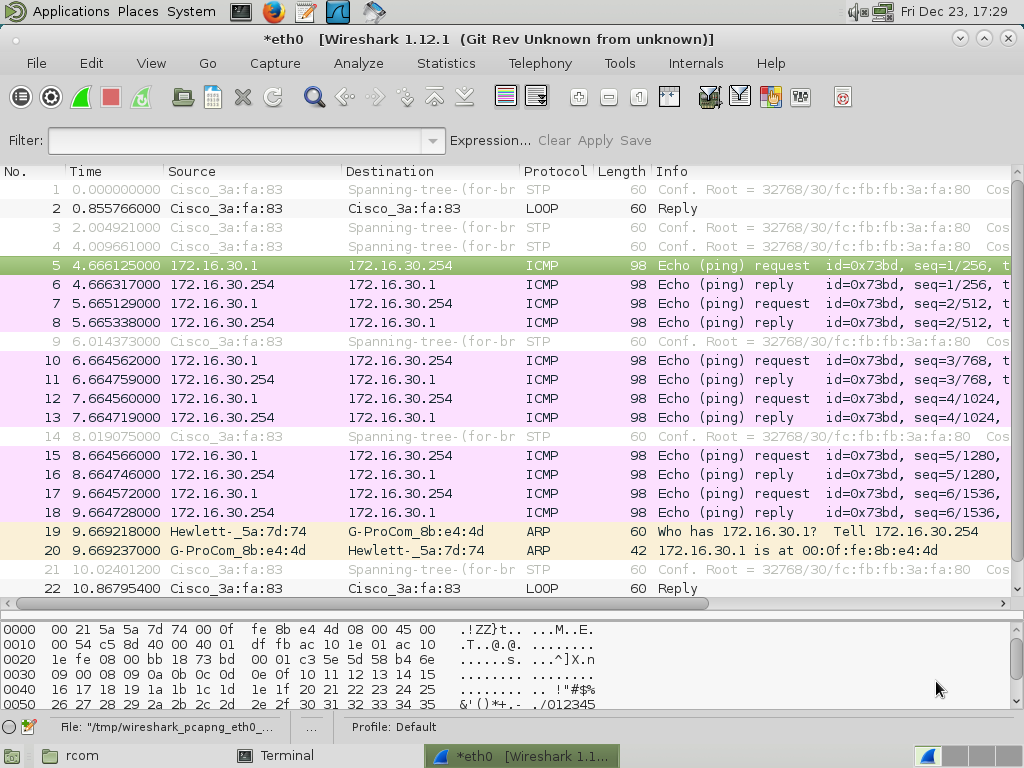 Applications Places System Fri Dec 23, 17:29
*eth0 [Wireshark 1.12.1 (Git Rev Unknown from unknown)]
File Edit View Go Capture Analyze Statistics Telephony Tools Internals Help
Filter: Expression... Clear Apply Save
No. Time Source Destination Protocol Length Info
1 0.000000000 Cisco_3a:fa:83 Spanning-tree-(for-br STP 60 Conf. Root = 32768/30/fc:fb:fb:3a:fa:80 Cos
2 0.855766000 Cisco_3a:fa:83 Cisco_3a:fa:83 LOOP 60 Reply
3 2.004921000 Cisco_3a:fa:83 Spanning-tree-(for-br STP 60 Conf. Root = 32768/30/fc:fb:fb:3a:fa:80 Cos
4 4.009661000 Cisco_3a:fa:83 Spanning-tree-(for-br STP 60 Conf. Root = 32768/30/fc:fb:fb:3a:fa:80 Cos
5 4.666125000 172.16.30.1 172.16.30.254 ICMP 98 Echo (ping) request id=0x73bd, seq=1/256, t
6 4.666317000 172.16.30.254 172.16.30.1 ICMP 98 Echo (ping) reply id=0x73bd, seq=1/256, t
7 5.665129000 172.16.30.1 172.16.30.254 ICMP 98 Echo (ping) request id=0x73bd, seq=2/512, t
8 5.665338000 172.16.30.254 172.16.30.1 ICMP 98 Echo (ping) reply id=0x73bd, seq=2/512, t
9 6.014373000 Cisco_3a:fa:83 Spanning-tree-(for-br STP 60 Conf. Root = 32768/30/fc:fb:fb:3a:fa:80 Cos
10 6.664562000 172.16.30.1 172.16.30.254 ICMP 98 Echo (ping) request id=0x73bd, seq=3/768, t
11 6.664759000 172.16.30.254 172.16.30.1 ICMP 98 Echo (ping) reply id=0x73bd, seq=3/768, t
12 7.664560000 172.16.30.1 172.16.30.254 ICMP 98 Echo (ping) request id=0x73bd, seq=4/1024,
13 7.664719000 172.16.30.254 172.16.30.1 ICMP 98 Echo (ping) reply id=0x73bd, seq=4/1024,
14 8.019075000 Cisco_3a:fa:83 Spanning-tree-(for-br STP 60 Conf. Root = 32768/30/fc:fb:fb:3a:fa:80 Cos
15 8.664566000 172.16.30.1 172.16.30.254 ICMP 98 Echo (ping) request id=0x73bd, seq=5/1280,
16 8.664746000 172.16.30.254 172.16.30.1 ICMP 98 Echo (ping) reply id=0x73bd, seq=5/1280,
17 9.664572000 172.16.30.1 172.16.30.254 ICMP 98 Echo (ping) request id=0x73bd, seq=6/1536,
18 9.664728000 172.16.30.254 172.16.30.1 ICMP 98 Echo (ping) reply id=0x73bd, seq=6/1536,
19 9.669218000 Hewlett-_5a:7d:74 G-ProCom_8b:e4:4d ARP 60 Who has 172.16.30.1? Tell 172.16.30.254
20 9.669237000 G-ProCom_8b:e4:4d Hewlett-_5a:7d:74 ARP 42 172.16.30.1 is at 00:0f:fe:8b:e4:4d
21 10.02401200 Cisco_3a:fa:83 Spanning-tree-(for-br STP 60 Conf. Root = 32768/30/fc:fb:fb:3a:fa:80 Cos
22 10.86795400 Cisco_3a:fa:83 Cisco_3a:fa:83 LOOP 60 Reply
0000 00 21 5a 5a 7d 74 00 0f fe 8b e4 4d 08 00 45 00 .!ZZ}t.. ...M..E.
0010 00 54 c5 8d 40 00 40 01 df fb ac 10 1e 01 ac 10 .T..@.@. ........
0020 1e fe 08 00 bb 18 73 bd 00 01 c3 5e 5d 58 b4 6e ......s. ...^]X.n
0030 09 00 08 09 0a 0b 0c 0d 0e 0f 10 11 12 13 14 15 ........ ........
0040 16 17 18 19 1a 1b 1c 1d 1e 1f 20 21 22 23 24 25 ........ .. !"#$%
0050 26 27 28 29 2a 2b 2c 2d 2e 2f 30 31 32 33 34 35 &'()*+,- ./012345
File: "/tmp/wireshark_pcapng_eth0_... ... Profile: Default
rcom Terminal *eth0 [Wireshark 1.1...